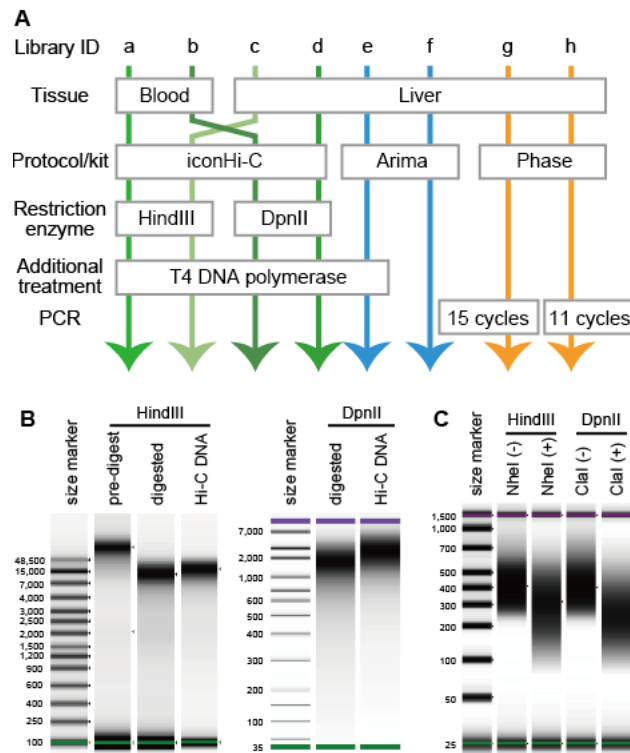 A
Library ID a b c d e f g h
Tissue Blood Liver
Protocol/kit iconHi-C Arima Phase
Restriction enzyme HindIII DpnII
Additional treatment T4 DNA polymerase
PCR 15 cycles 11 cycles
B
HindIII
size marker
pre-digest
digested
Hi-C DNA
48,500
15,000
7,000
4,000
3,000
2,500
2,000
1,500
1,200
900
600
400
250
100
DpnII
size marker
digested
Hi-C DNA
7,000
2,000
1,000
600
500
400
300
200
100
35
C
HindIII DpnII
size marker
NheI (-)
NheI (+)
ClaI (-)
ClaI (+)
1,500
1,000
700
500
400
300
200
100
50
25